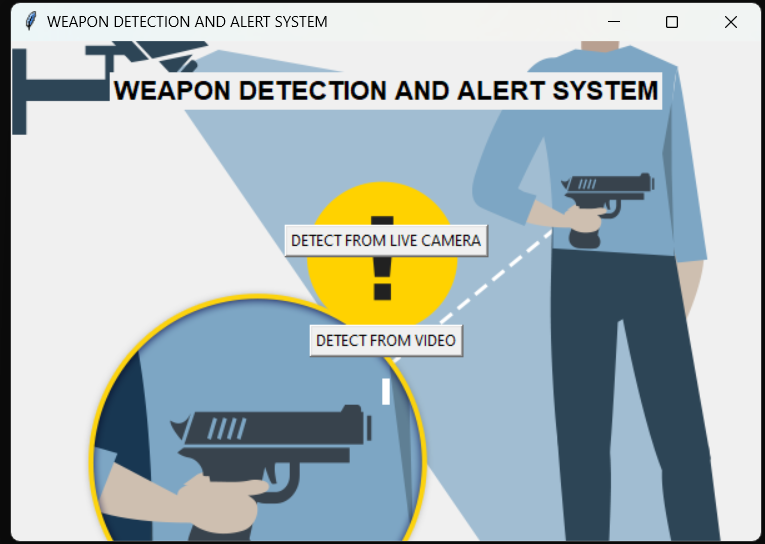 WEAPON DETECTION AND ALERT SYSTEM
WEAPON DETECTION AND ALERT SYSTEM
DETECT FROM LIVE CAMERA
!
DETECT FROM VIDEO